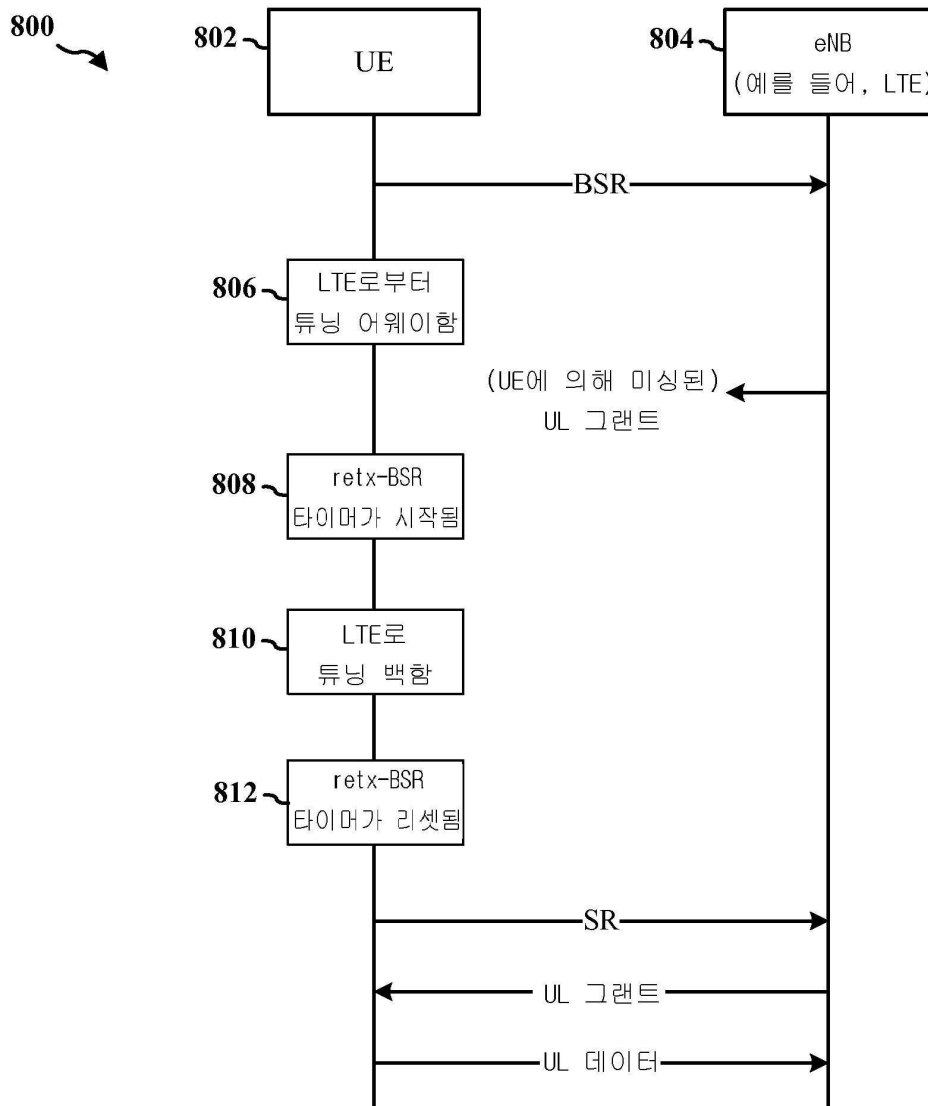 800
802
UE
804
eNB
(예를 들어, LTE)
BSR
806
LTE로부터
튜닝 어웨이함
(UE에 의해 미싱된)
UL 그랜트
808
retx-BSR
타이머가 시작됨
810
LTE로
튜닝 백함
812
retx-BSR
타이머가 리셋됨
SR
UL 그랜트
UL 데이터